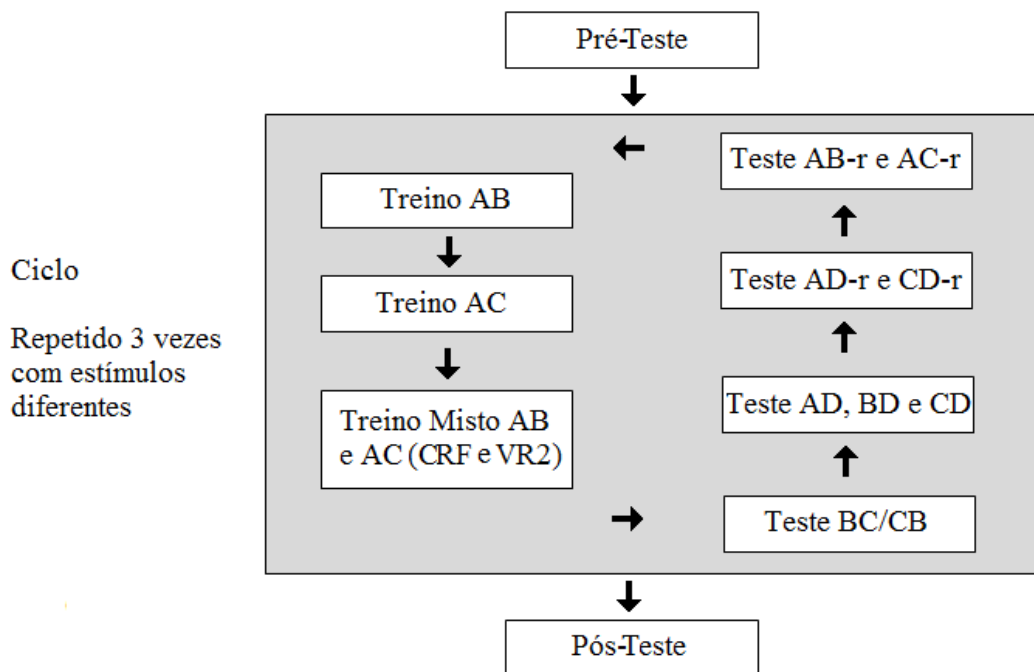 Pré-Teste
Ciclo
Repetido 3 vezes
com estímulos
diferentes
Treino AB
Treino AC
Treino Misto AB
e AC (CRF e VR2)
Teste BC/CB
Teste AD, BD e CD
Teste AD-r e CD-r
Teste AB-r e AC-r
Pós-Teste